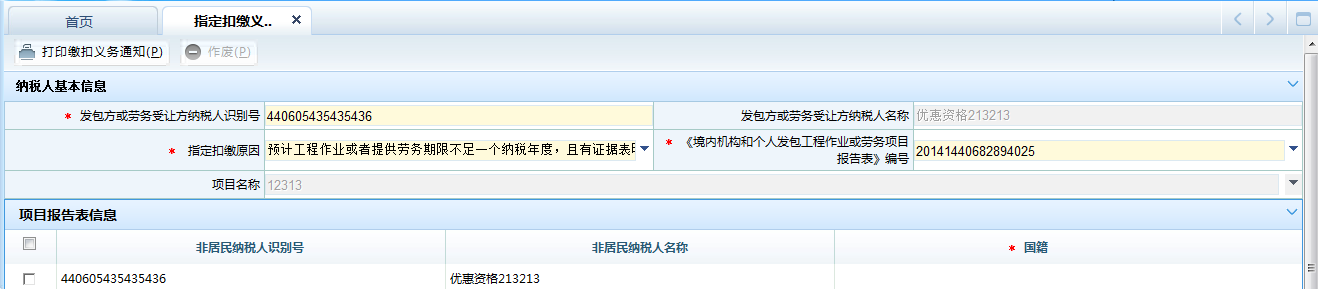 首页
指定扣缴义..
打印缴扣义务通知(P)
作废(P)
纳税人基本信息
* 发包方或劳务受让方纳税人识别号
440605435435436
发包方或劳务受让方纳税人名称
优惠资格213213
* 指定扣缴原因
预计工程作业或者提供劳务期限不足一个纳税年度，且有证据表
* 《境内机构和个人发包工程作业或劳务项目
报告表》编号
20141440682894025
项目名称
12313
项目报告表信息
非居民纳税人识别号
非居民纳税人名称
* 国籍
440605435435436
优惠资格213213